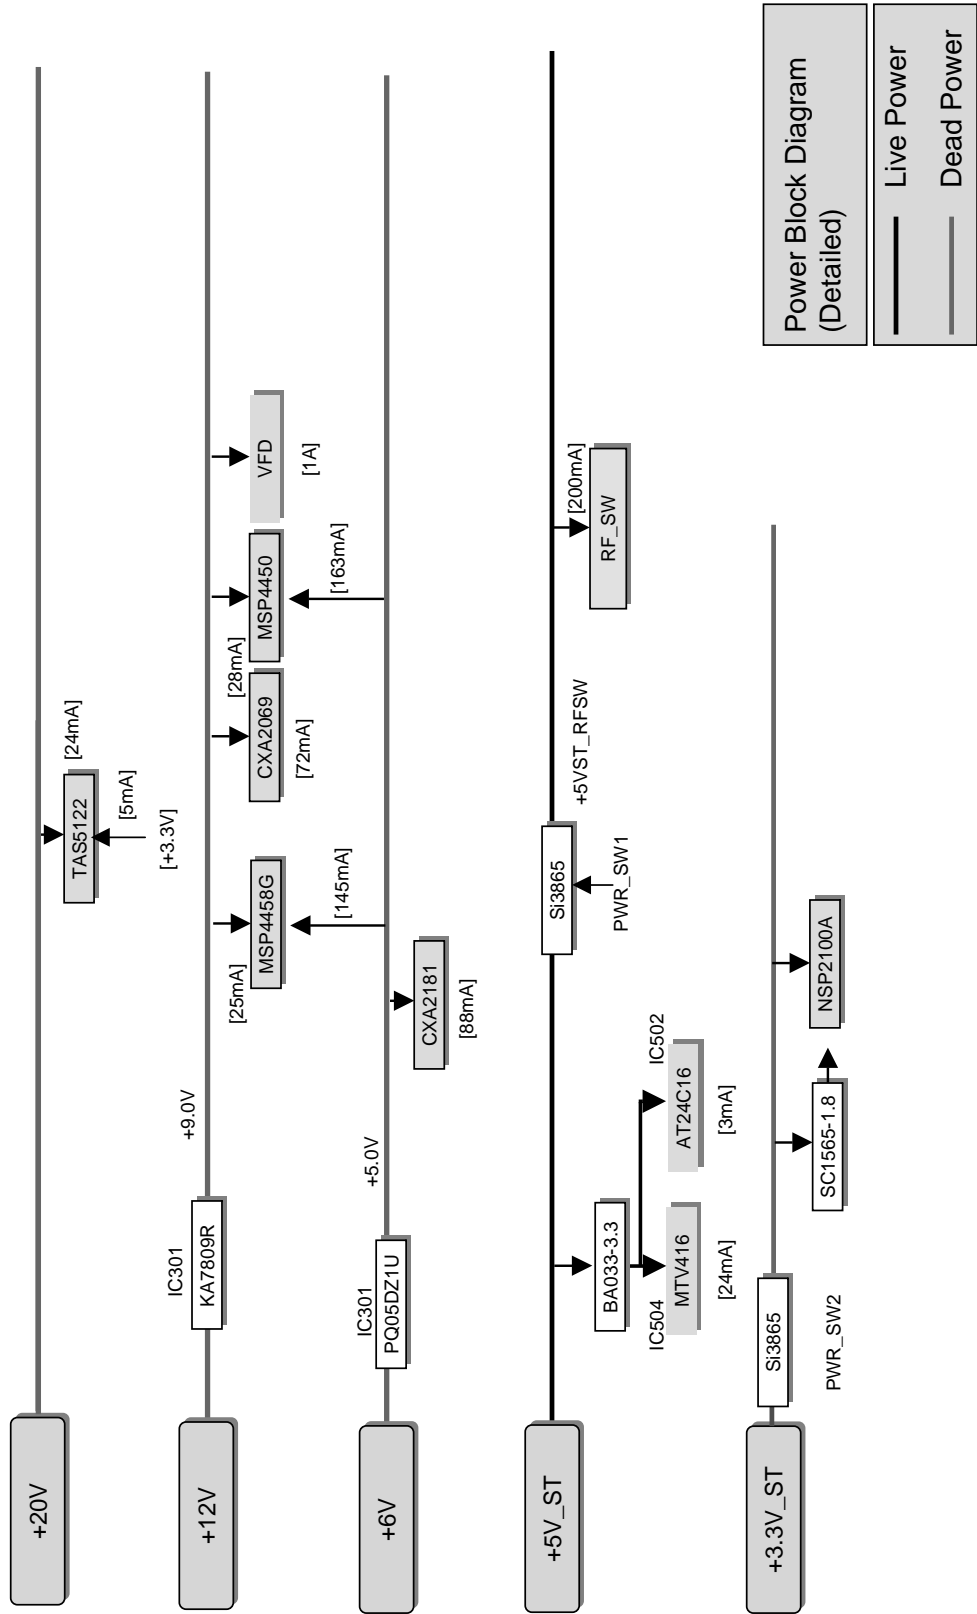 +20V
TAS5122
[24mA]
[5mA]
[+3.3V]
+12V
IC301
KA7809R
+9.0V
[25mA]
MSP4458G
CXA2069
[72mA]
[28mA]
MSP4450
VFD
[1A]
[145mA]
[163mA]
+6V
IC301
PQ05DZ1U
+5.0V
CXA2181
[88mA]
+5V_ST
BA033-3.3
IC504
MTV416
[24mA]
IC502
AT24C16
[3mA]
Si3865
PWR_SW1
+5VST_RFSW
[200mA]
RF_SW
+3.3V_ST
Si3865
PWR_SW2
SC1565-1.8
NSP2100A
Power Block Diagram
(Detailed)
Live Power
Dead Power